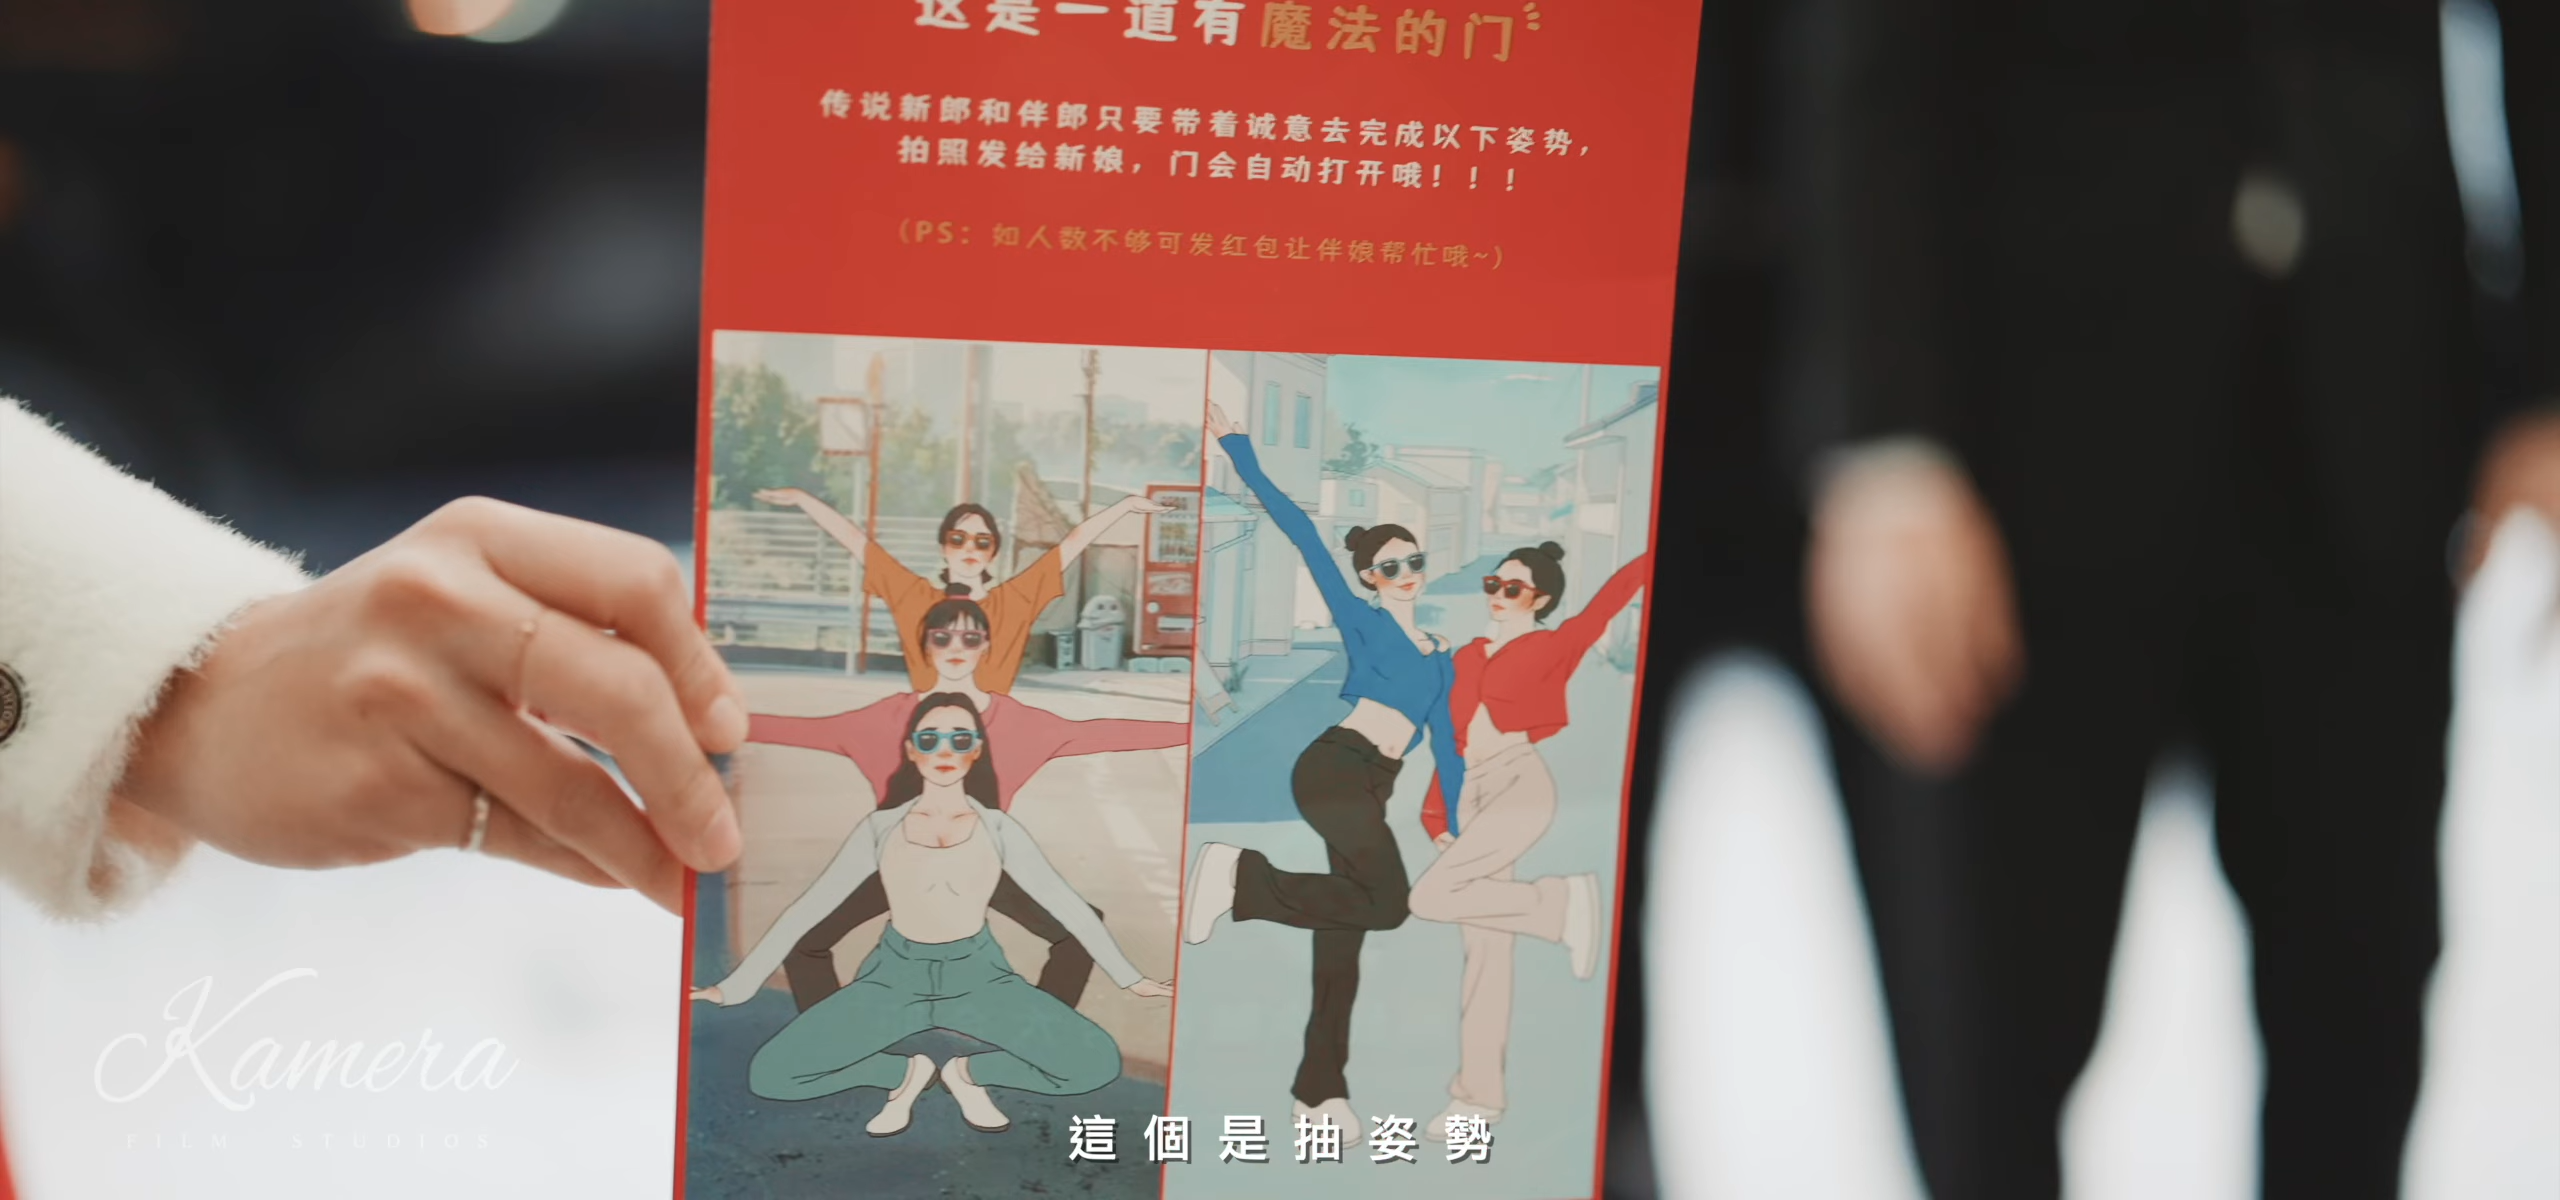 这是一道有魔法的门
传说新郎和伴郎只要带着诚意去完成以下姿势，
拍照发给新娘，门会自动打开哦！！！
（PS：如人数不够可发红包让伴娘帮忙哦~）
Kamera
FILM STUDIOS
這個是抽姿勢